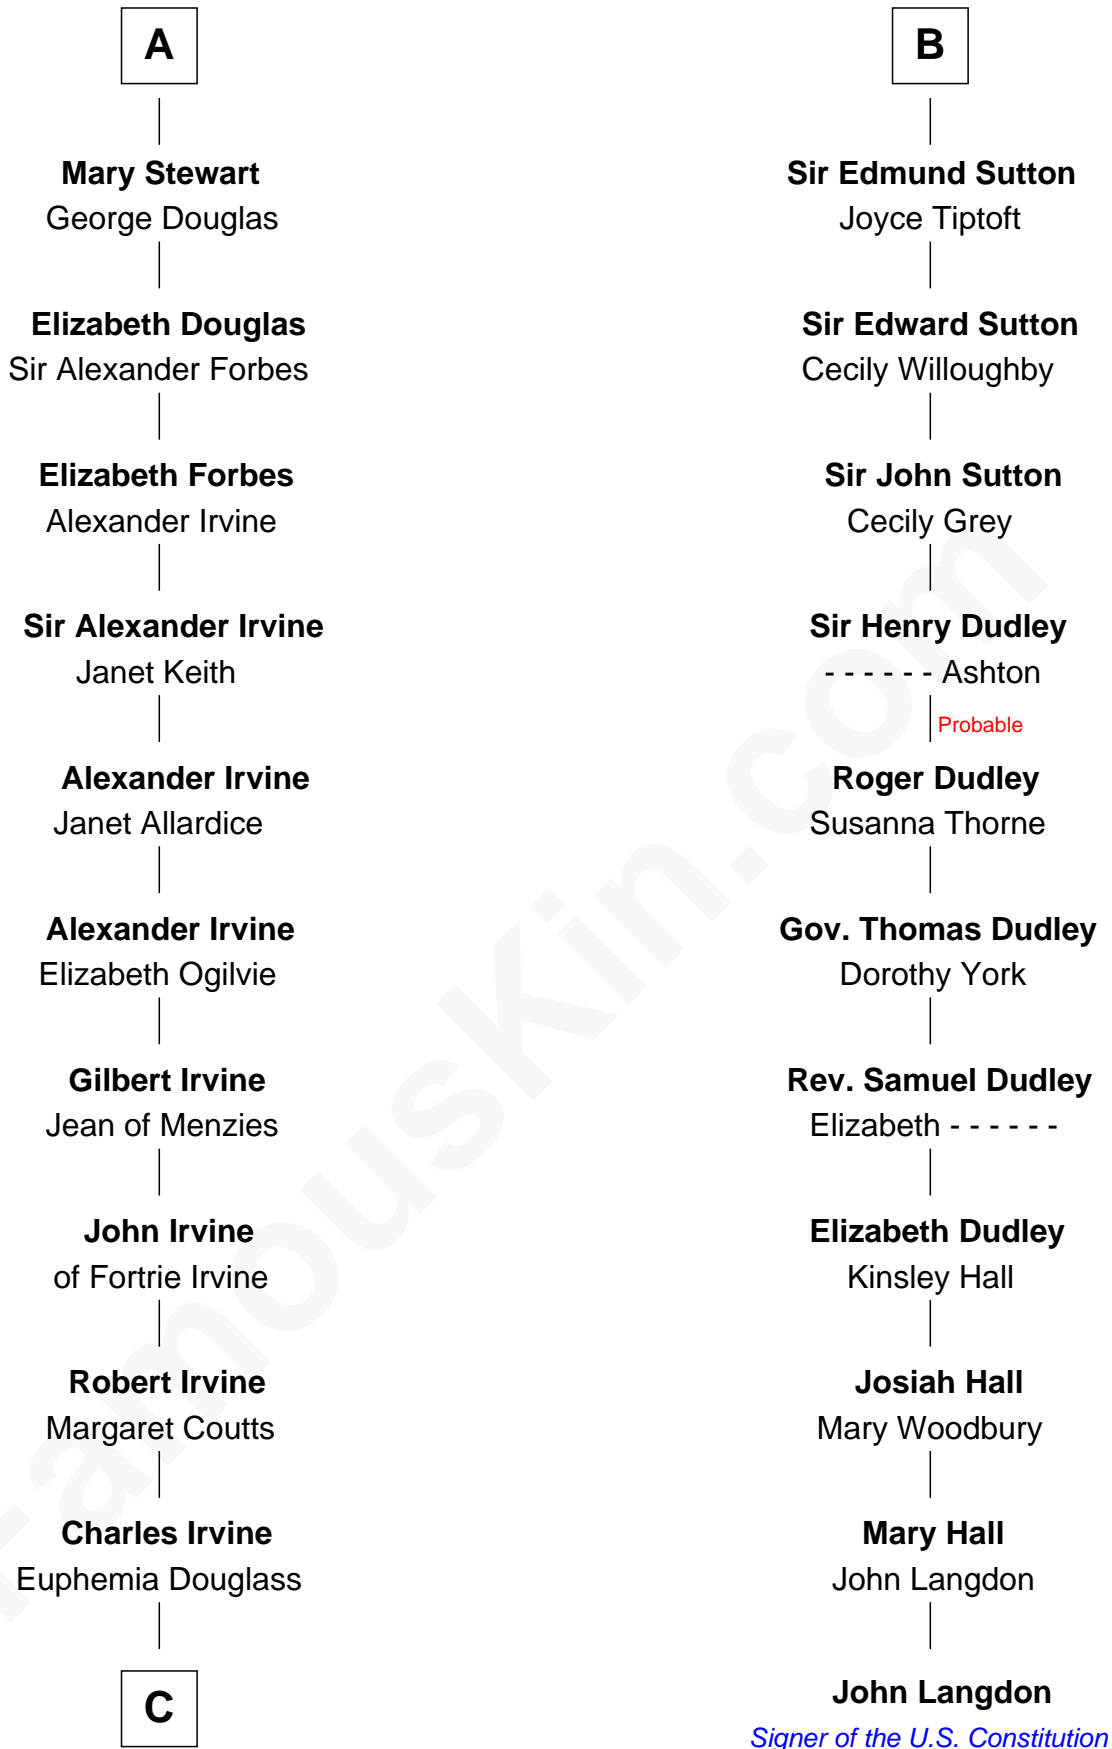 A
Mary Stewart
George Douglas
Elizabeth Douglas
Sir Alexander Forbes
Elizabeth Forbes
Alexander Irvine
Sir Alexander Irvine
Janet Keith
Alexander Irvine
Janet Allardice
Alexander Irvine
Elizabeth Ogilvie
Gilbert Irvine
Jean of Menzies
John Irvine
of Fortrie Irvine
Robert Irvine
Margaret Coutts
Charles Irvine
Euphemia Douglass
C
B
Sir Edmund Sutton
Joyce Tiptoft
Sir Edward Sutton
Cecily Willoughby
Sir John Sutton
Cecily Grey
Sir Henry Dudley
- - - - - - Ashton
Probable
Roger Dudley
Susanna Thorne
Gov. Thomas Dudley
Dorothy York
Rev. Samuel Dudley
Elizabeth - - - - - -
Elizabeth Dudley
Kinsley Hall
Josiah Hall
Mary Woodbury
Mary Hall
John Langdon
John Langdon
Signer of the U.S. Constitution
FamousKin.com